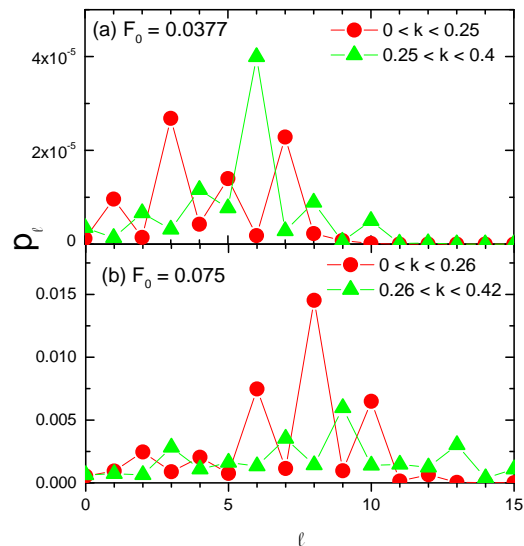 (a) F₀ = 0.0377
0 < k < 0.25
0.25 < k < 0.4
4x10⁻⁵
2x10⁻⁵
0
pℓ
(b) F₀ = 0.075
0 < k < 0.26
0.26 < k < 0.42
0.015
0.010
0.005
0.000
0 5 10 15
ℓ